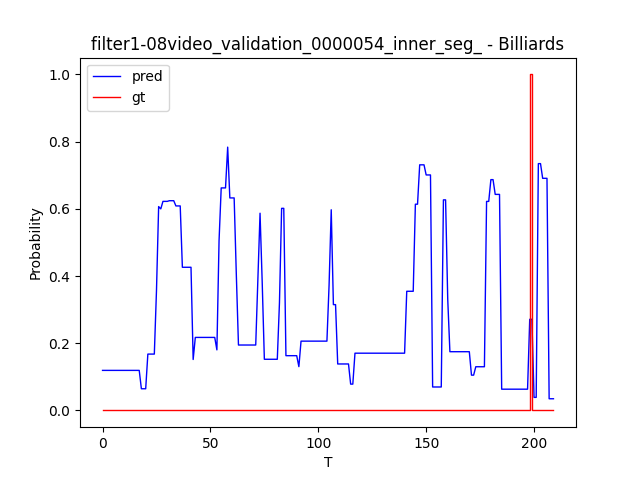 filter1-08video_validation_0000054_inner_seg_ - Billiards
pred
gt
1.0
0.8
0.6
0.4
0.2
0.0
Probability
0
50
100
150
200
T